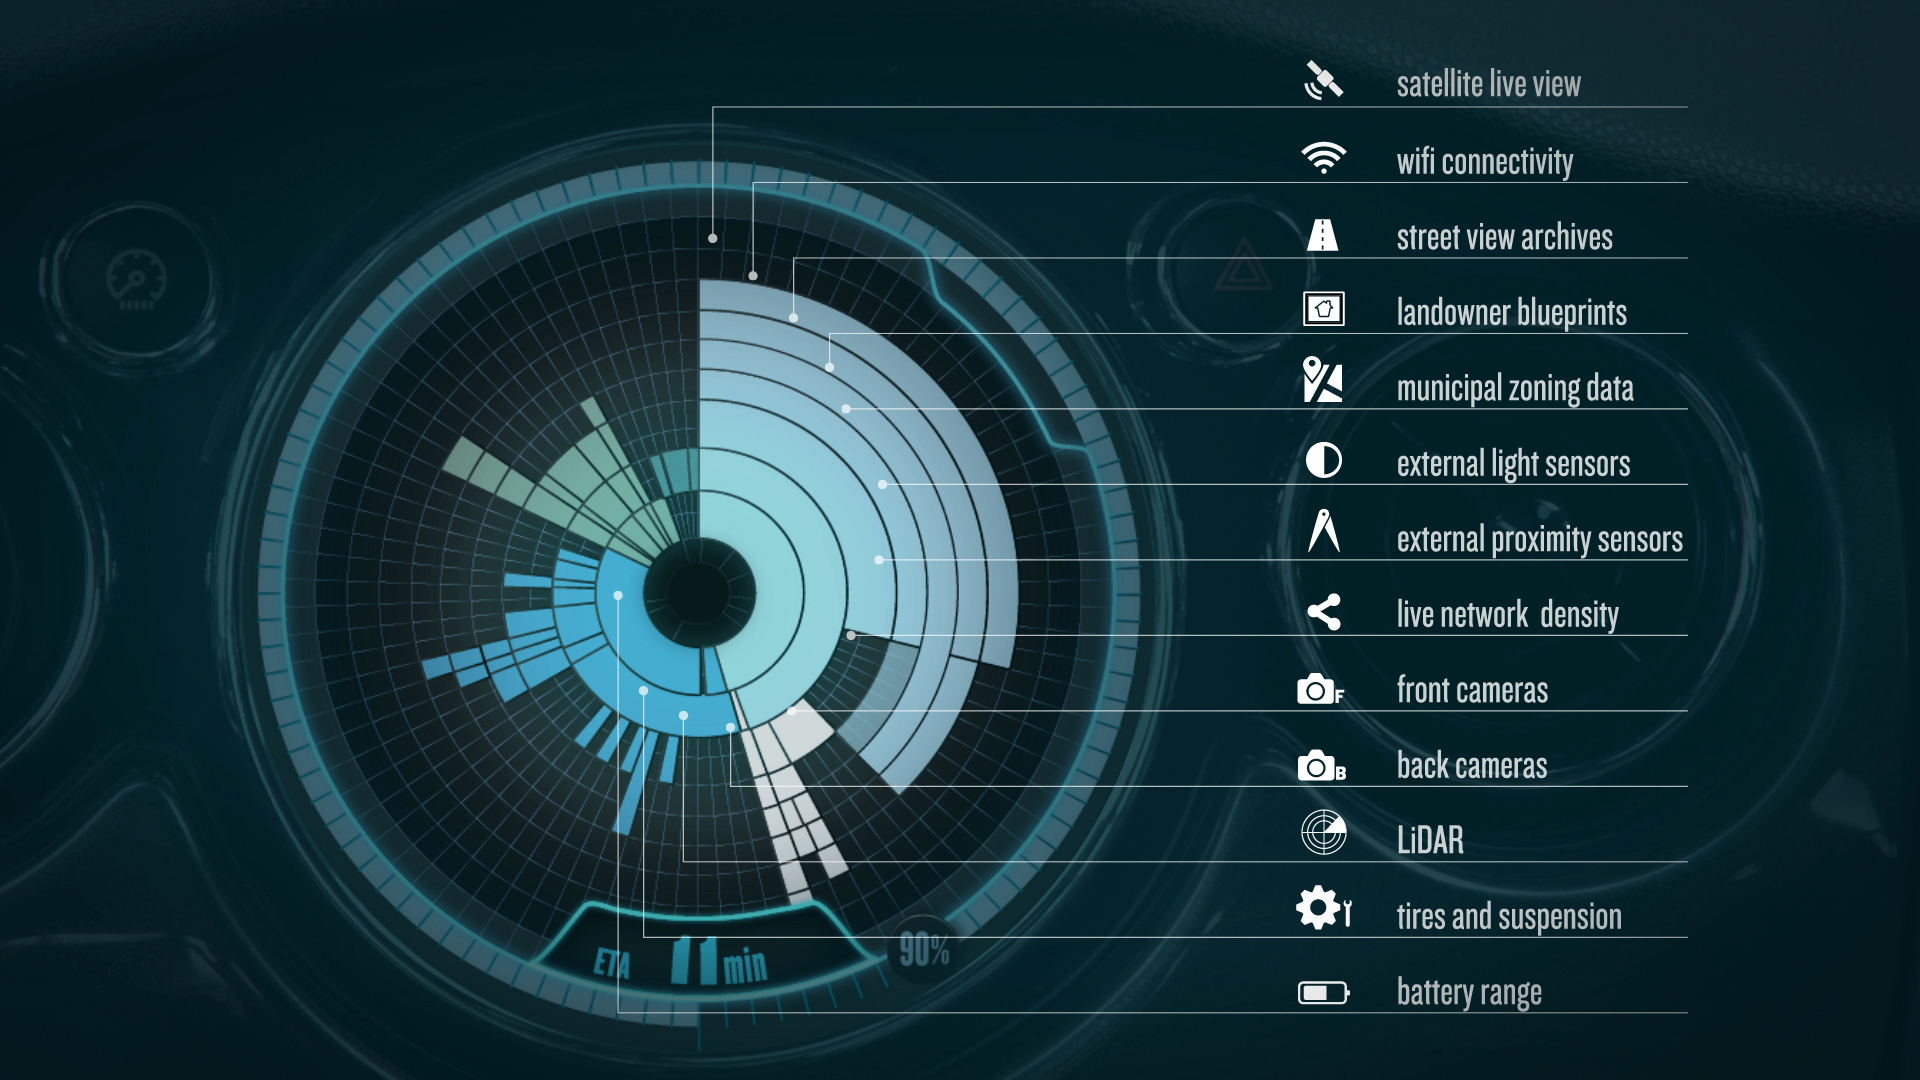 satellite live view
wifi connectivity
street view archives
landowner blueprints
municipal zoning data
external light sensors
external proximity sensors
live network density
F front cameras
B back cameras
LiDAR
tires and suspension
battery range
ETA 11 min
90%